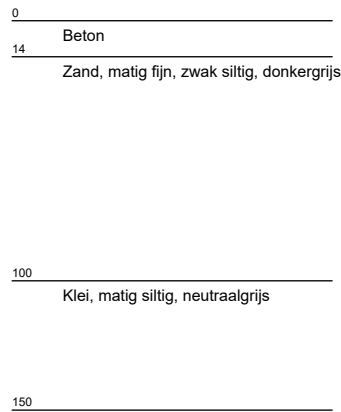 0
Beton
14
Zand, matig fijn, zwak siltig, donkergrijs
100
Klei, matig siltig, neutraalgrijs
150